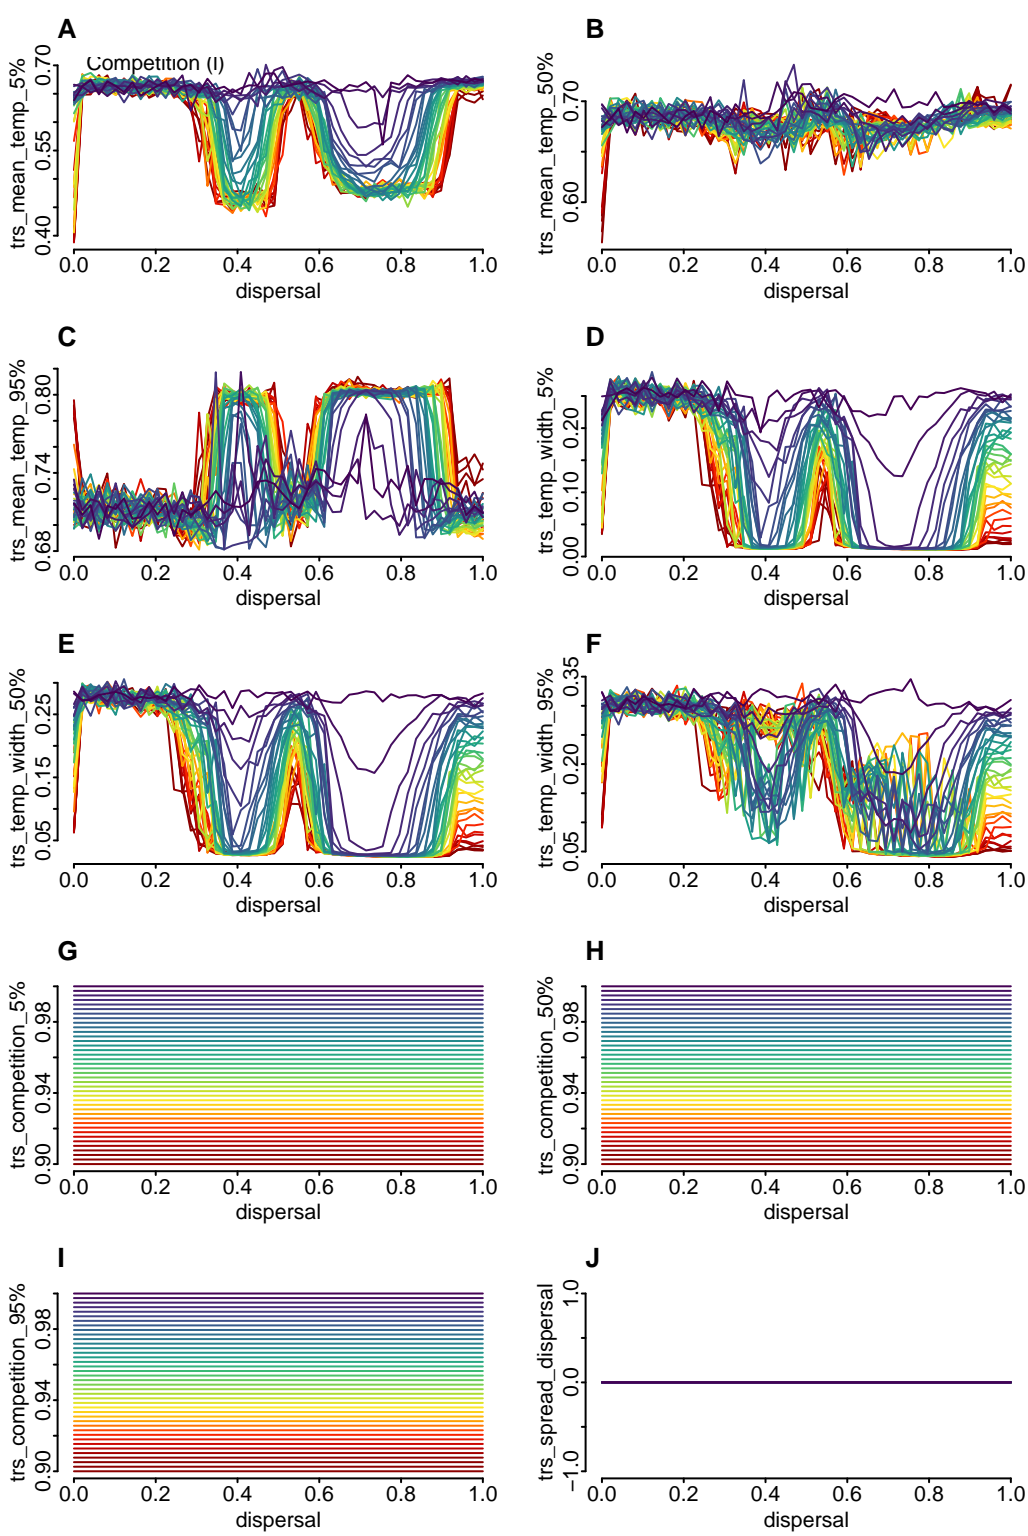 A
Competition (l)
trs_mean_temp_5%
0.40 0.55 0.70
0.0 0.2 0.4 0.6 0.8 1.0
dispersal
B
trs_mean_temp_50%
0.60 0.70
0.0 0.2 0.4 0.6 0.8 1.0
dispersal
C
trs_mean_temp_95%
0.68 0.74 0.80
0.0 0.2 0.4 0.6 0.8 1.0
dispersal
D
trs_temp_width_5%
0.00 0.10 0.20
0.0 0.2 0.4 0.6 0.8 1.0
dispersal
E
trs_temp_width_50%
0.05 0.15 0.25
0.0 0.2 0.4 0.6 0.8 1.0
dispersal
F
trs_temp_width_95%
0.05 0.20 0.35
0.0 0.2 0.4 0.6 0.8 1.0
dispersal
G
trs_competition_5%
0.90 0.94 0.98
0.0 0.2 0.4 0.6 0.8 1.0
dispersal
H
trs_competition_50%
0.90 0.94 0.98
0.0 0.2 0.4 0.6 0.8 1.0
dispersal
I
trs_competition_95%
0.90 0.94 0.98
0.0 0.2 0.4 0.6 0.8 1.0
dispersal
J
trs_spread_dispersal
−1.0 0.0 1.0
0.0 0.2 0.4 0.6 0.8 1.0
dispersal